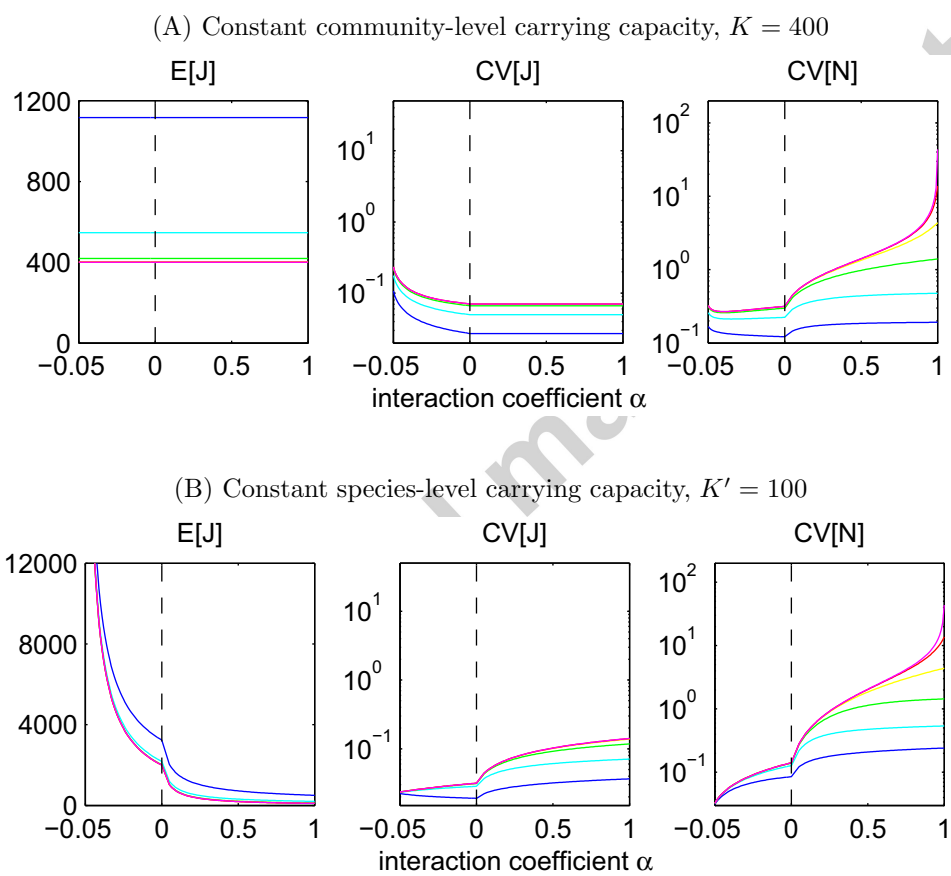 (A) Constant community-level carrying capacity, K = 400
E[J] CV[J] CV[N]
1200
800
400
0
−0.05 0 0.5 1
10^1
10^0
10^−1
−0.05 0 0.5 1
10^2
10^1
10^0
10^−1
−0.05 0 0.5 1
interaction coefficient α
(B) Constant species-level carrying capacity, K′ = 100
E[J] CV[J] CV[N]
12000
8000
4000
0
−0.05 0 0.5 1
10^1
10^0
10^−1
−0.05 0 0.5 1
10^2
10^1
10^0
10^−1
−0.05 0 0.5 1
interaction coefficient α